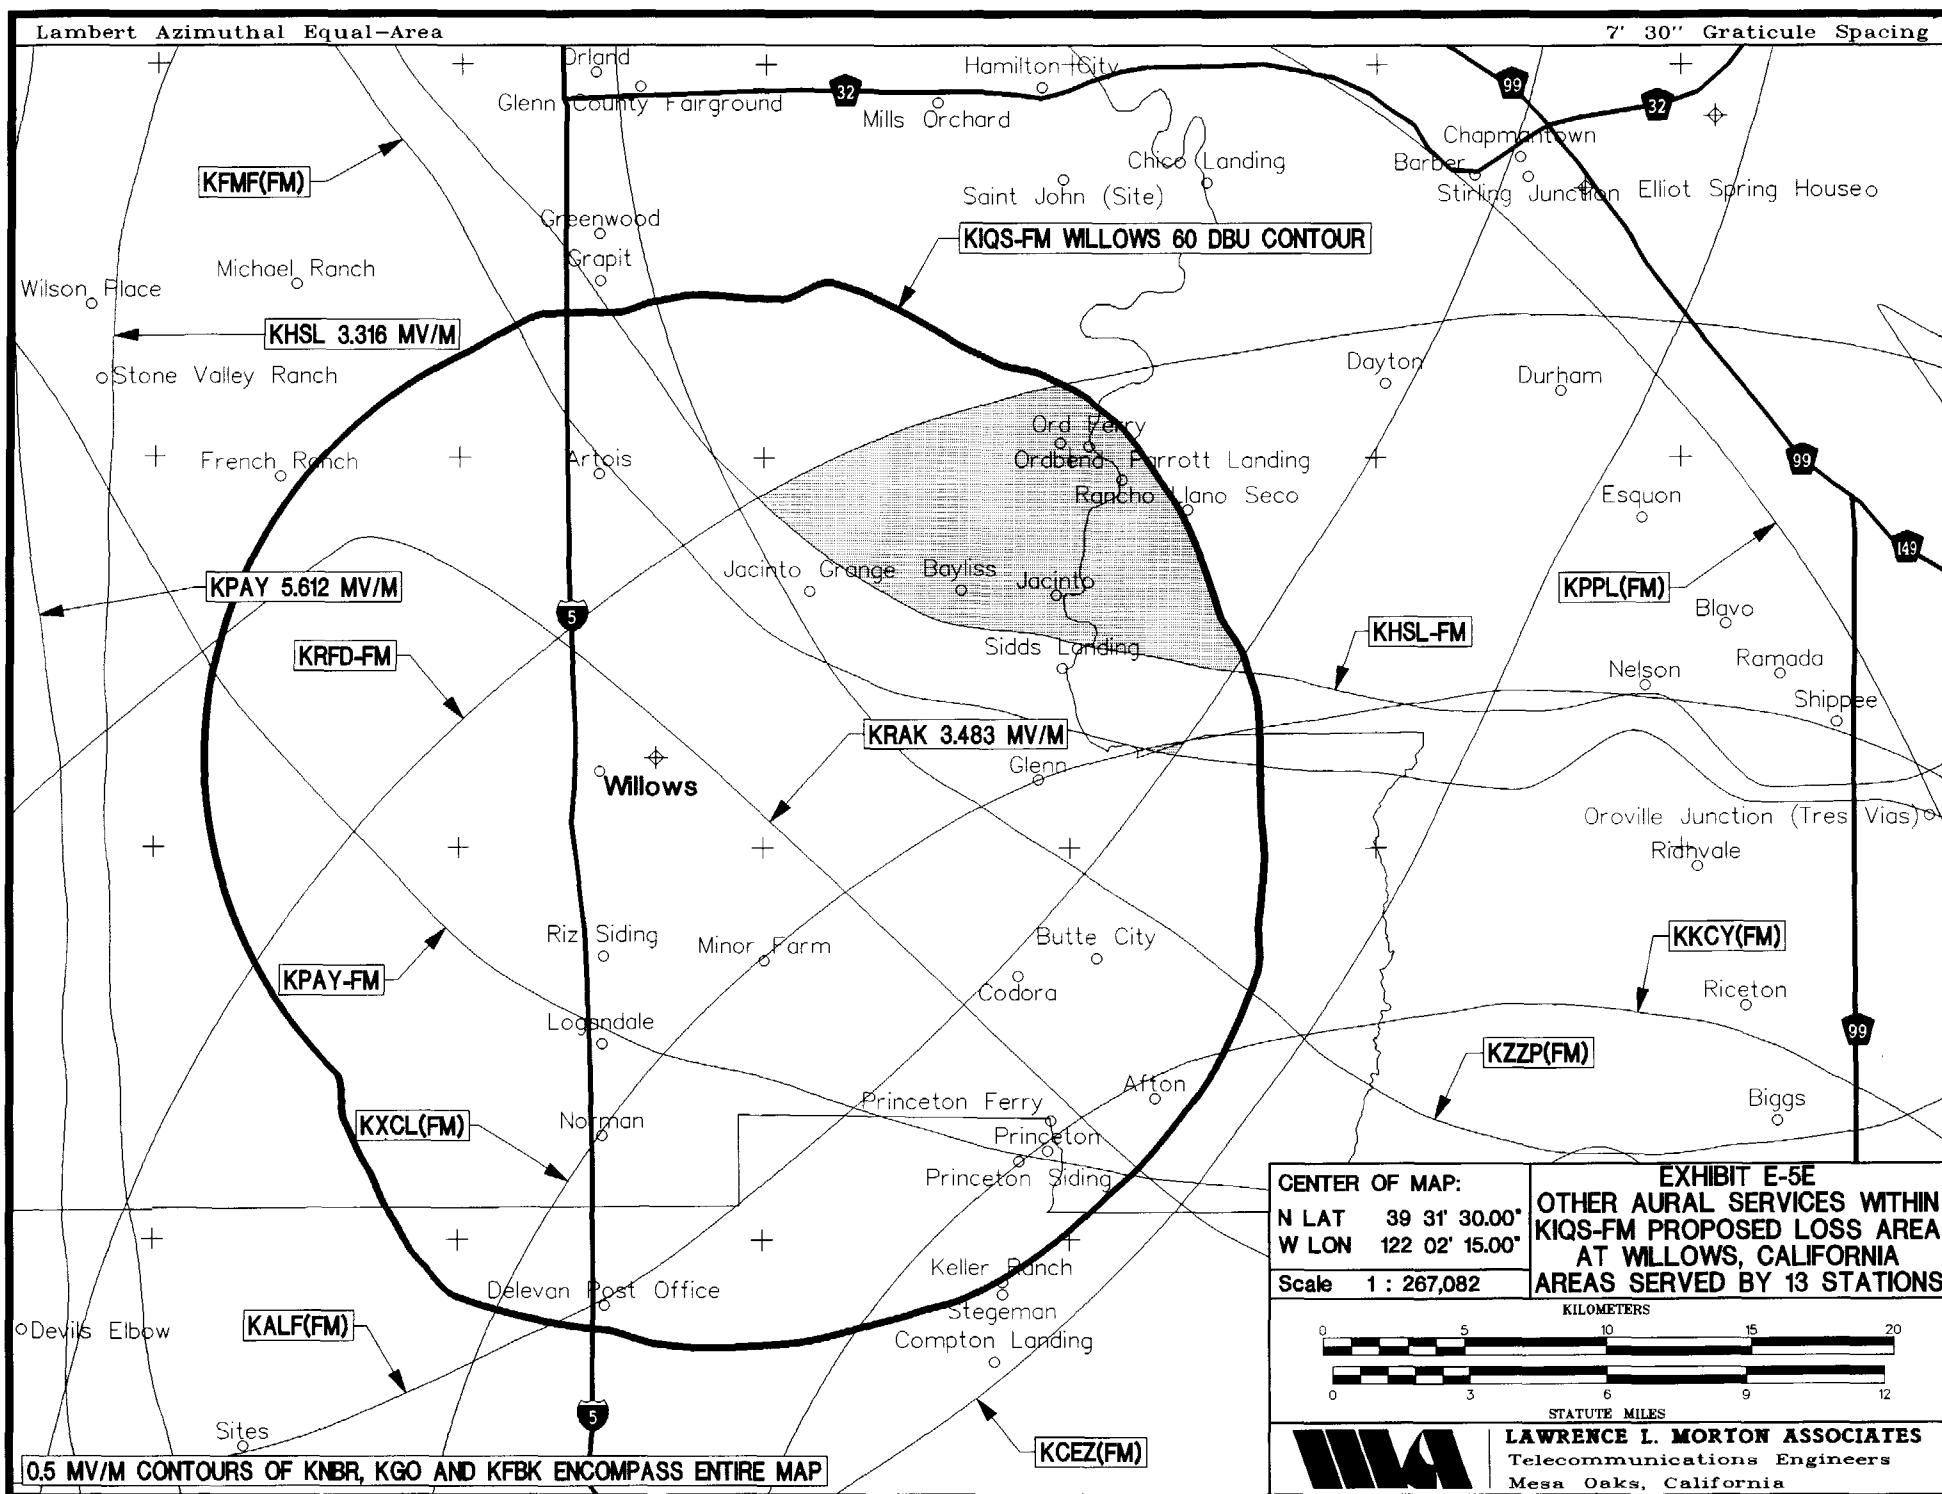 Lambert Azimuthal Equal-Area
7' 30'' Graticule Spacing
Orland
Hamilton City
Glenn County Fairground
32
Mills Orchard
99
32
Chapmantown
Barber
Chico Landing
Stirling Junction
Elliot Spring House
KFMF(FM)
Saint John (Site)
Greenwood
KIQS-FM WILLOWS 60 DBU CONTOUR
Grapit
Michael Ranch
Wilson Place
KHSL 3.316 MV/M
Stone Valley Ranch
Dayton
Durham
Ord Ferry
French Ranch
Artois
Ordbend
Parrott Landing
99
Rancho Llano Seco
Esquon
149
Jacinto Grange
Bayliss
Jacinto
KPAY 5.612 MV/M
KPPL(FM)
5
Blavo
KHSL-FM
KRFD-FM
Sidds Landing
Nelson
Ramada
Shippee
KRAK 3.483 MV/M
Glenn
Willows
Oroville Junction (Tres Vias)
Richvale
Riz Siding
Minor Farm
Butte City
KKCY(FM)
KPAY-FM
Codora
Riceton
Logandale
99
KZZP(FM)
Afton
Princeton Ferry
Biggs
KXCL(FM)
Norman
Princeton
Princeton Siding
CENTER OF MAP:
N LAT 39 31' 30.00"
W LON 122 02' 15.00"
Scale 1 : 267,082
EXHIBIT E-5E
OTHER AURAL SERVICES WITHIN
KIQS-FM PROPOSED LOSS AREA
AT WILLOWS, CALIFORNIA
AREAS SERVED BY 13 STATIONS
Keller Ranch
Delevan Post Office
Stegeman
Devils Elbow
KALF(FM)
Compton Landing
KILOMETERS
0 5 10 15 20
0 3 6 9 12
STATUTE MILES
5
Sites
KCEZ(FM)
0.5 MV/M CONTOURS OF KNBR, KGO AND KFBK ENCOMPASS ENTIRE MAP
LAWRENCE L. MORTON ASSOCIATES
Telecommunications Engineers
Mesa Oaks, California